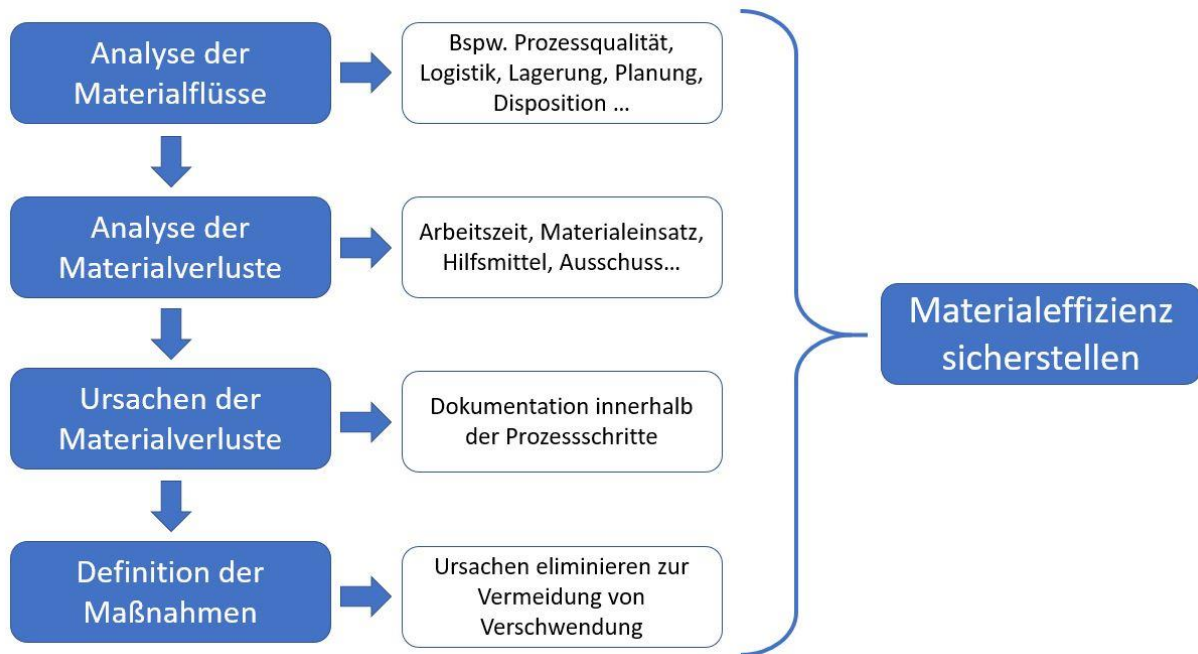 Analyse der
Materialflüsse
Bspw. Prozessqualität,
Logistik, Lagerung, Planung,
Disposition ...
Analyse der
Materialverluste
Arbeitszeit, Materialeinsatz,
Hilfsmittel, Ausschuss...
Ursachen der
Materialverluste
Dokumentation innerhalb
der Prozessschritte
Definition der
Maßnahmen
Ursachen eliminieren zur
Vermeidung von
Verschwendung
Materialeffizienz
sicherstellen